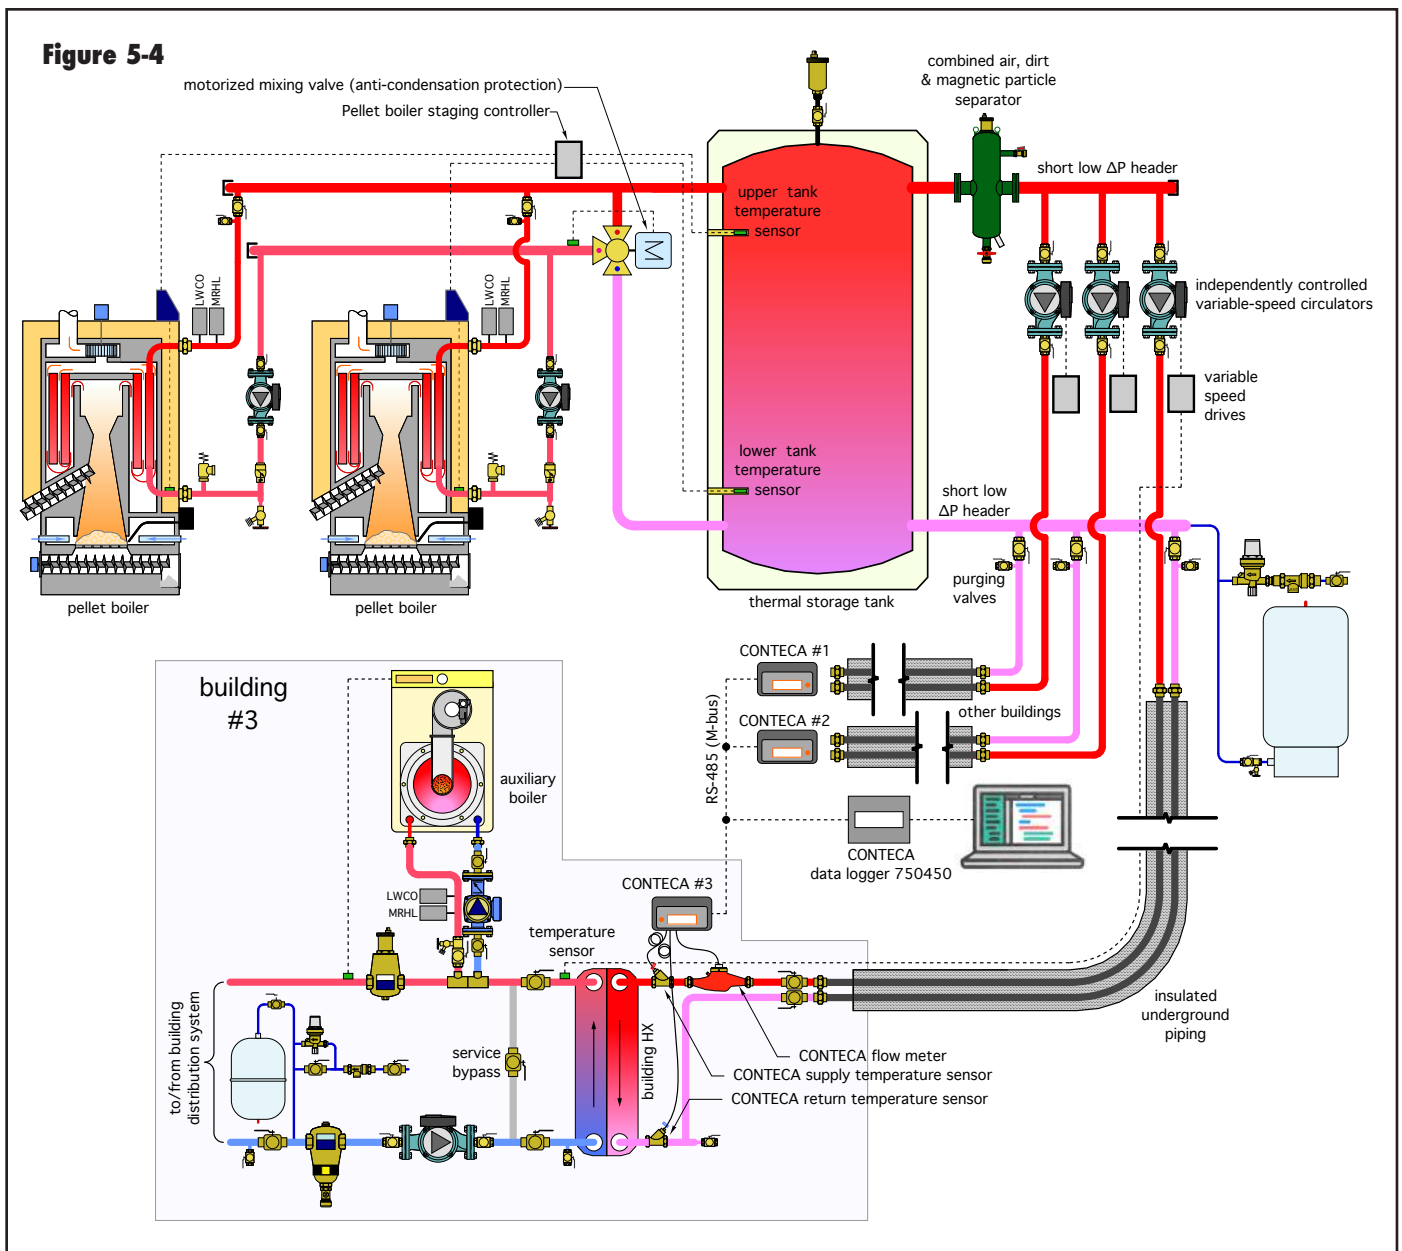 Figure 5-4
motorized mixing valve (anti-condensation protection)
Pellet boiler staging controller
combined air, dirt
& magnetic particle
separator
short low ΔP header
upper tank
temperature
sensor
M
independently controlled
variable-speed circulators
LWCO
MRHL
LWCO
MRHL
variable
speed
drives
lower tank
temperature
sensor
short low
ΔP header
purging
valves
pellet boiler
pellet boiler
thermal storage tank
building
#3
CONTECA #1
CONTECA #2
other buildings
RS-485 (M-bus)
auxiliary
boiler
CONTECA
data logger 750450
CONTECA #3
LWCO
MRHL
temperature
sensor
insulated
underground
piping
to/from building
distribution system
service
bypass
building HX
CONTECA flow meter
CONTECA supply temperature sensor
CONTECA return temperature sensor